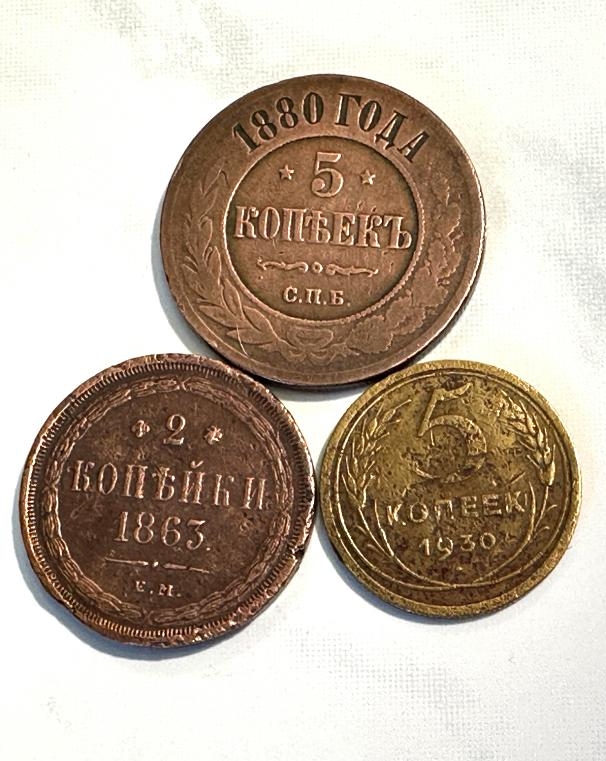 1880 ГОДА
5
КОПѢЕКЪ
С.П.Б.
2
КОПѢЙКИ
1863.
Е.М.
5
КОПЕЕК
1930